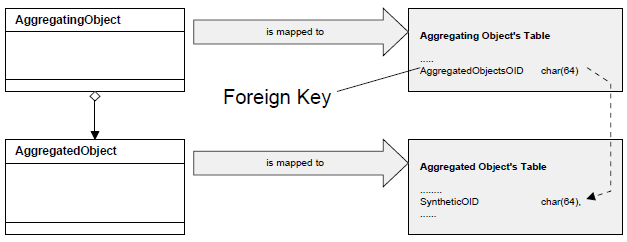 AggregatingObject
is mapped to
Aggregating Object's Table
.....
AggregatedObjectsOID char(64)
Foreign Key
AggregatedObject
is mapped to
Aggregated Object's Table
........
SyntheticOID char(64),
......